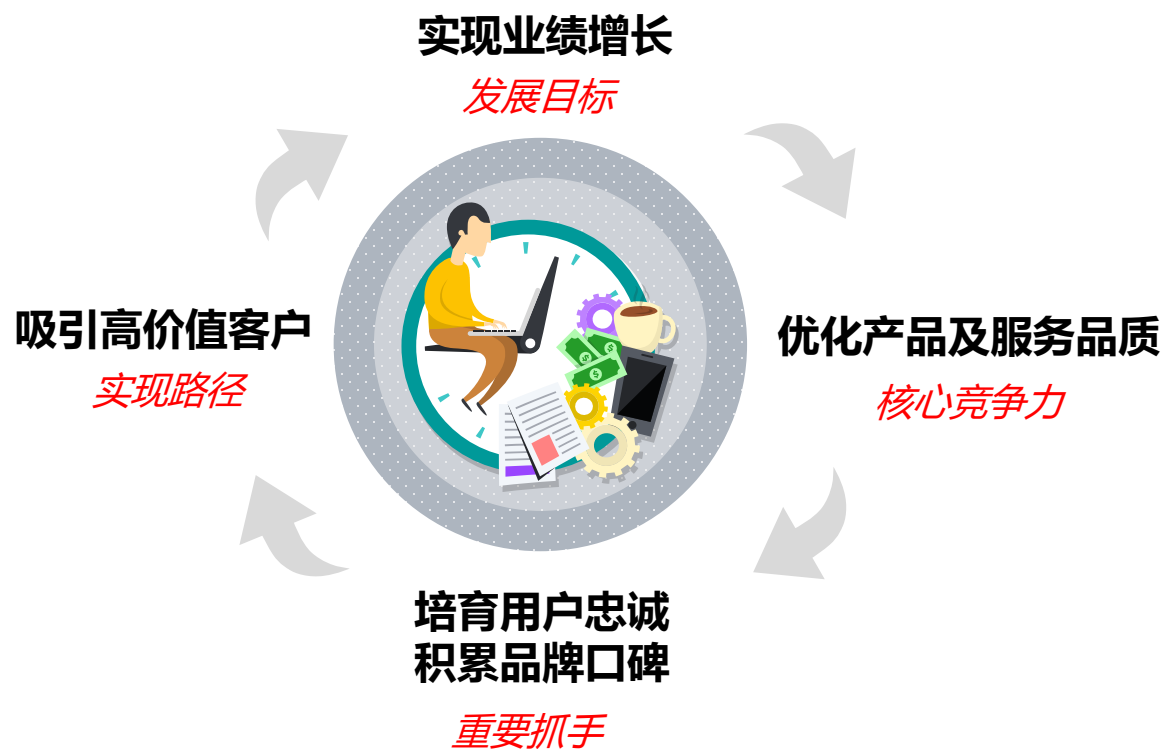 实现业绩增长
发展目标
吸引高价值客户
实现路径
优化产品及服务品质
核心竞争力
培育用户忠诚
积累品牌口碑
重要抓手